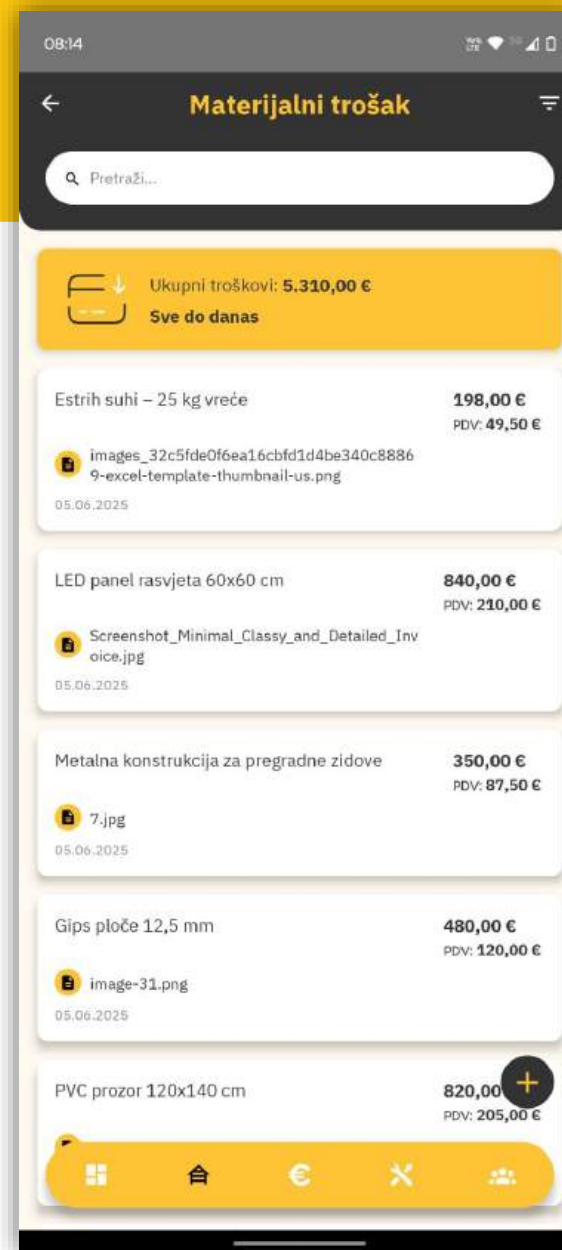 08:14
Materijalni trošak
Pretraži...
Ukupni troškovi: 5.310,00 €
Sve do danas
Estrih suhi – 25 kg vreće
198,00 €
PDV: 49,50 €
images_32c5fde0f6ea16cbfd1d4be340c8886
9-excel-template-thumbnail-us.png
05.06.2025
LED panel rasvjeta 60x60 cm
840,00 €
PDV: 210,00 €
Screenshot_Minimal_Classy_and_Detailed_Inv
oice.jpg
05.06.2025
Metalna konstrukcija za pregradne zidove
350,00 €
PDV: 87,50 €
7.jpg
05.06.2025
Gips ploče 12,5 mm
480,00 €
PDV: 120,00 €
image-31.png
05.06.2025
PVC prozor 120x140 cm
820,00
PDV: 205,00 €